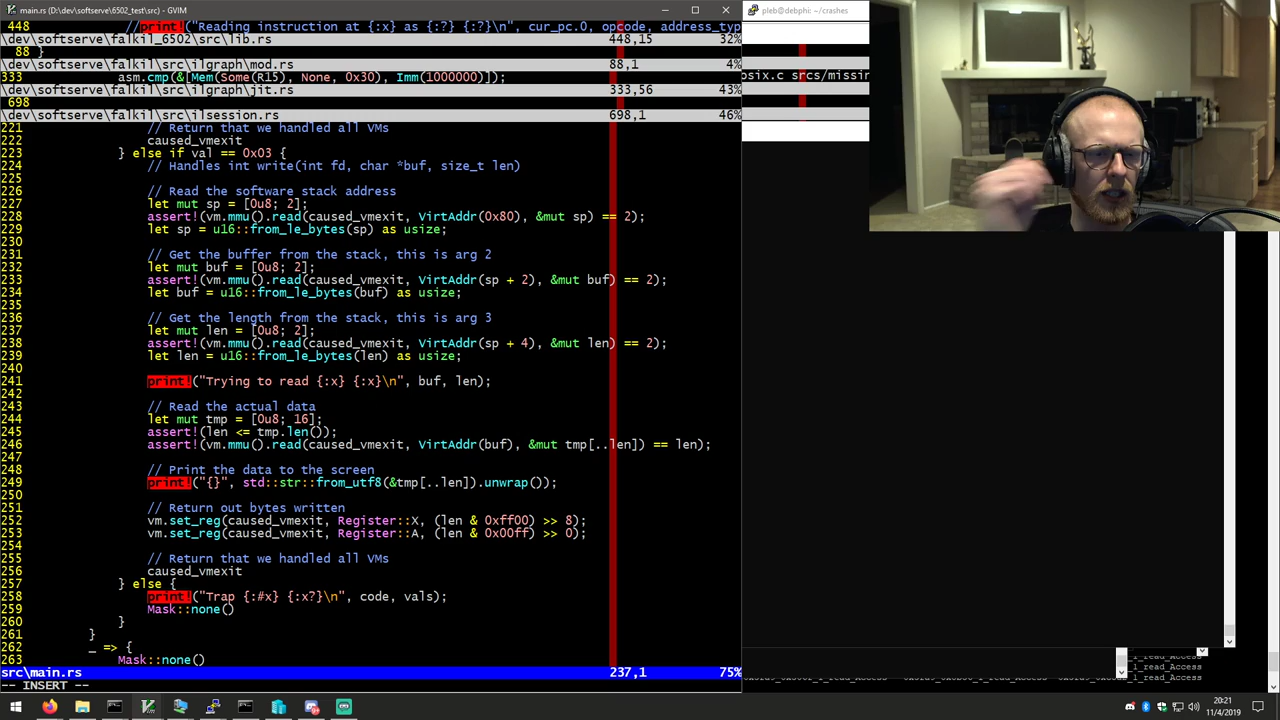 main.rs (D:\dev\softserve\6502_test\src) - GVIM
448 //print!("Reading instruction at {:x} as {:?} {:?}\n", cur_pc.0, opcode, address_typ
\dev\softserve\falkil_6502\src\lib.rs 448,15 32%
88 }
\dev\softserve\falkil\src\ilgraph\mod.rs 88,1 4%
333 asm.cmp(&[Mem(Some(R15), None, 0x30), Imm(1000000)]);
\dev\softserve\falkil\src\ilgraph\jit.rs 333,56 43%
698
\dev\softserve\falkil\src\ilsession.rs 698,1 46%
221 // Return that we handled all VMs
222 caused_vmexit
223 } else if val == 0x03 {
224 // Handles int write(int fd, char *buf, size_t len)
225
226 // Read the software stack address
227 let mut sp = [0u8; 2];
228 assert!(vm.mmu().read(caused_vmexit, VirtAddr(0x80), &mut sp) == 2);
229 let sp = u16::from_le_bytes(sp) as usize;
230
231 // Get the buffer from the stack, this is arg 2
232 let mut buf = [0u8; 2];
233 assert!(vm.mmu().read(caused_vmexit, VirtAddr(sp + 2), &mut buf) == 2);
234 let buf = u16::from_le_bytes(buf) as usize;
235
236 // Get the length from the stack, this is arg 3
237 let mut len = [0u8; 2];
238 assert!(vm.mmu().read(caused_vmexit, VirtAddr(sp + 4), &mut len) == 2);
239 let len = u16::from_le_bytes(len) as usize;
240
241 print!("Trying to read {:x} {:x}\n", buf, len);
242
243 // Read the actual data
244 let mut tmp = [0u8; 16];
245 assert!(len <= tmp.len());
246 assert!(vm.mmu().read(caused_vmexit, VirtAddr(buf), &mut tmp[..len]) == len);
247
248 // Print the data to the screen
249 print!("{}", std::str::from_utf8(&tmp[..len]).unwrap());
250
251 // Return out bytes written
252 vm.set_reg(caused_vmexit, Register::X, (len & 0xff00) >> 8);
253 vm.set_reg(caused_vmexit, Register::A, (len & 0x00ff) >> 0);
254
255 // Return that we handled all VMs
256 caused_vmexit
257 } else {
258 print!("Trap {:#x} {:x?}\n", code, vals);
259 Mask::none()
260 }
261 }
262 _ => {
263 Mask::none()
src\main.rs 237,1 75%
-- INSERT --
pleb@debphi: ~/crashes
osix.c srcs/missin
_1_read_Access
_1_read_Access
20:21
11/4/2019